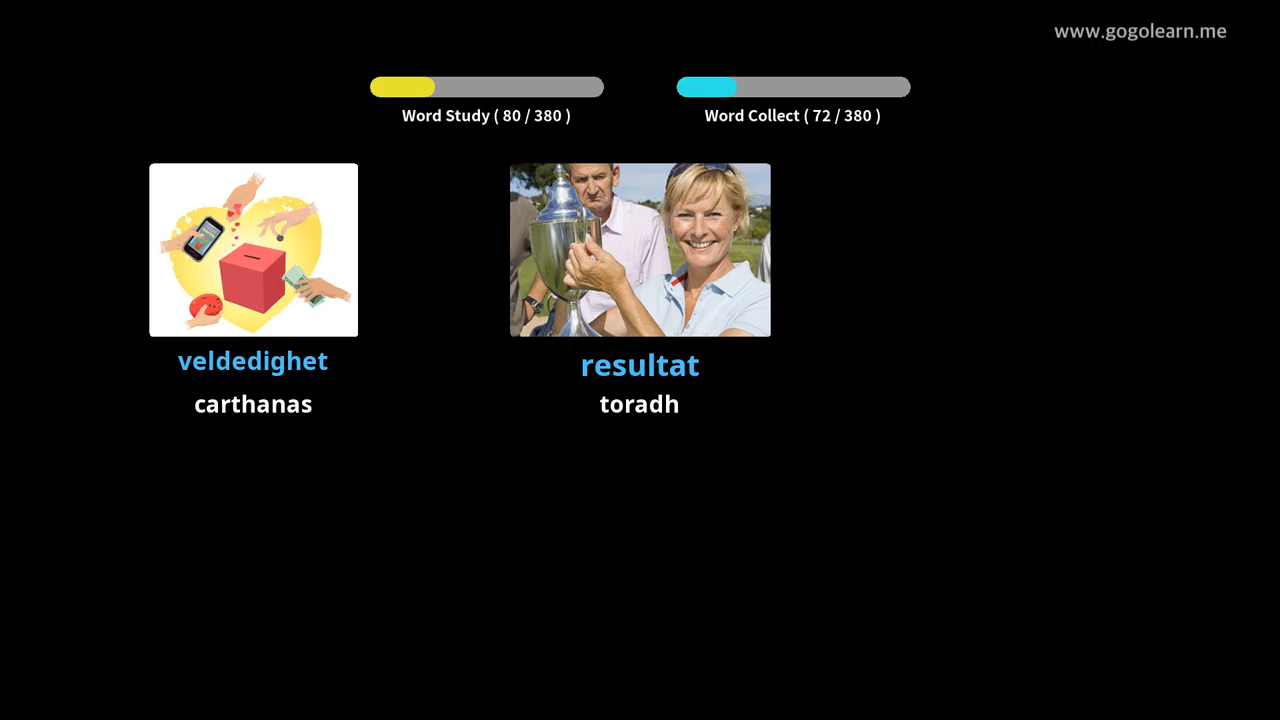 www.gogolearn.me
Word Study ( 80 / 380 )
Word Collect ( 72 / 380 )
veldedighet
carthanas
resultat
toradh